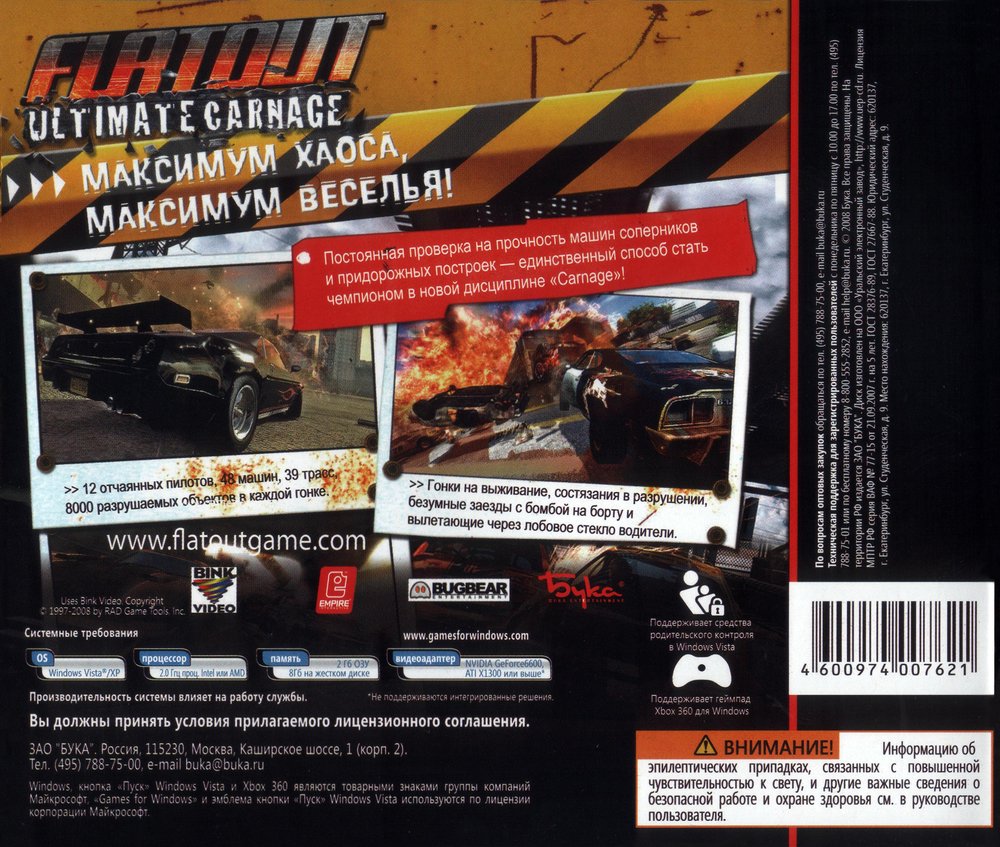 FLATOUT
ULTIMATE CARNAGE
МАКСИМУМ ХАОСА,
МАКСИМУМ ВЕСЕЛЬЯ!
Постоянная проверка на прочность машин соперников
и придорожных построек — единственный способ стать
чемпионом в новой дисциплине «Carnage»!
>> 12 отчаянных пилотов, 48 машин, 39 трасс,
8000 разрушаемых объектов в каждой гонке.
>> Гонки на выживание, состязания в разрушении,
безумные заезды с бомбой на борту и
вылетающие через лобовое стекло водители.
www.flatoutgame.com
Uses Bink Video. Copyright
© 1997-2008 by RAD Game Tools, Inc.
BINK
VIDEO
EMPIRE
BUGBEAR
ENTERTAINMENT
Бука
BUKA ENTERTAINMENT
Системные требования
www.gamesforwindows.com
OS
Windows Vista®/XP
процессор
2.0 Ггц проц. Intel или AMD
память
2 Гб ОЗУ
8Гб на жестком диске
видеоадаптер
NVIDIA GeForce6600,
ATI X1300 или выше*
Производительность системы влияет на работу службы.
*Не поддерживаются интегрированные решения.
Вы должны принять условия прилагаемого лицензионного соглашения.
ЗАО "БУКА". Россия, 115230, Москва, Каширское шоссе, 1 (корп. 2).
Тел. (495) 788-75-00, e-mail buka@buka.ru
Windows, кнопка «Пуск» Windows Vista и Xbox 360 являются товарными знаками группы компаний
Майкрософт. «Games for Windows» и эмблема кнопки «Пуск» Windows Vista используются по лицензии
корпорации Майкрософт.
Поддерживает средства
родительского контроля
в Windows Vista
Поддерживает геймпад
Xbox 360 для Windows
По вопросам оптовых закупок обращаться по тел. (495) 788-75-00, e-mail buka@buka.ru
Техническая поддержка для зарегистрированных пользователей с понедельника по пятницу с 10.00 до 17.00 по тел. (495)
788-75-01 или по бесплатному номеру 8-800-555-2852, e-mail help@buka.ru. © 2008 Бука. Все права защищены. На
территории РФ издается ЗАО "БУКА". Диск изготовлен на ООО «Уральский электронный завод», http://www.uep-cd.ru. Лицензия
МПТР РФ серия ВАФ № 77-15 от 21.09.2007 г. на 5 лет. ГОСТ 28376-89, ГОСТ 27667-88. Юридический адрес: 620137,
г. Екатеринбург, ул. Студенческая, д. 9. Место нахождения: 620137, г. Екатеринбург, ул. Студенческая, д. 9.
4 600974 007621
ВНИМАНИЕ! Информацию об
эпилептических припадках, связанных с повышенной
чувствительностью к свету, и другие важные сведения о
безопасной работе и охране здоровья см. в руководстве
пользователя.